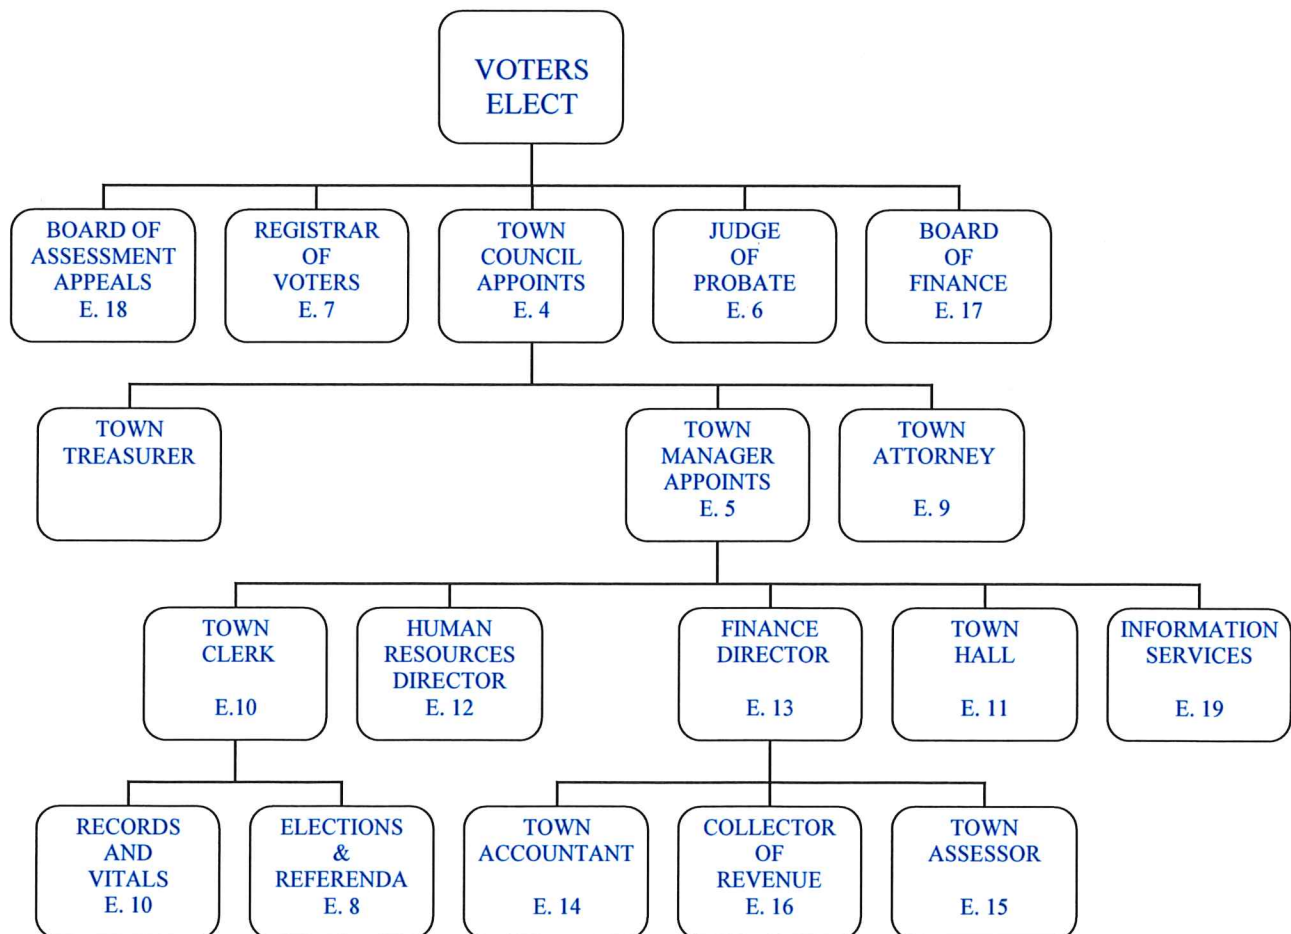 VOTERS
ELECT
BOARD OF
ASSESSMENT
APPEALS
E. 18
REGISTRAR
OF
VOTERS
E. 7
TOWN
COUNCIL
APPOINTS
E. 4
JUDGE
OF
PROBATE
E. 6
BOARD
OF
FINANCE
E. 17
TOWN
TREASURER
TOWN
MANAGER
APPOINTS
E. 5
TOWN
ATTORNEY
E. 9
TOWN
CLERK
E.10
HUMAN
RESOURCES
DIRECTOR
E. 12
FINANCE
DIRECTOR
E. 13
TOWN
HALL
E. 11
INFORMATION
SERVICES
E. 19
RECORDS
AND
VITALS
E. 10
ELECTIONS
&
REFERENDA
E. 8
TOWN
ACCOUNTANT
E. 14
COLLECTOR
OF
REVENUE
E. 16
TOWN
ASSESSOR
E. 15